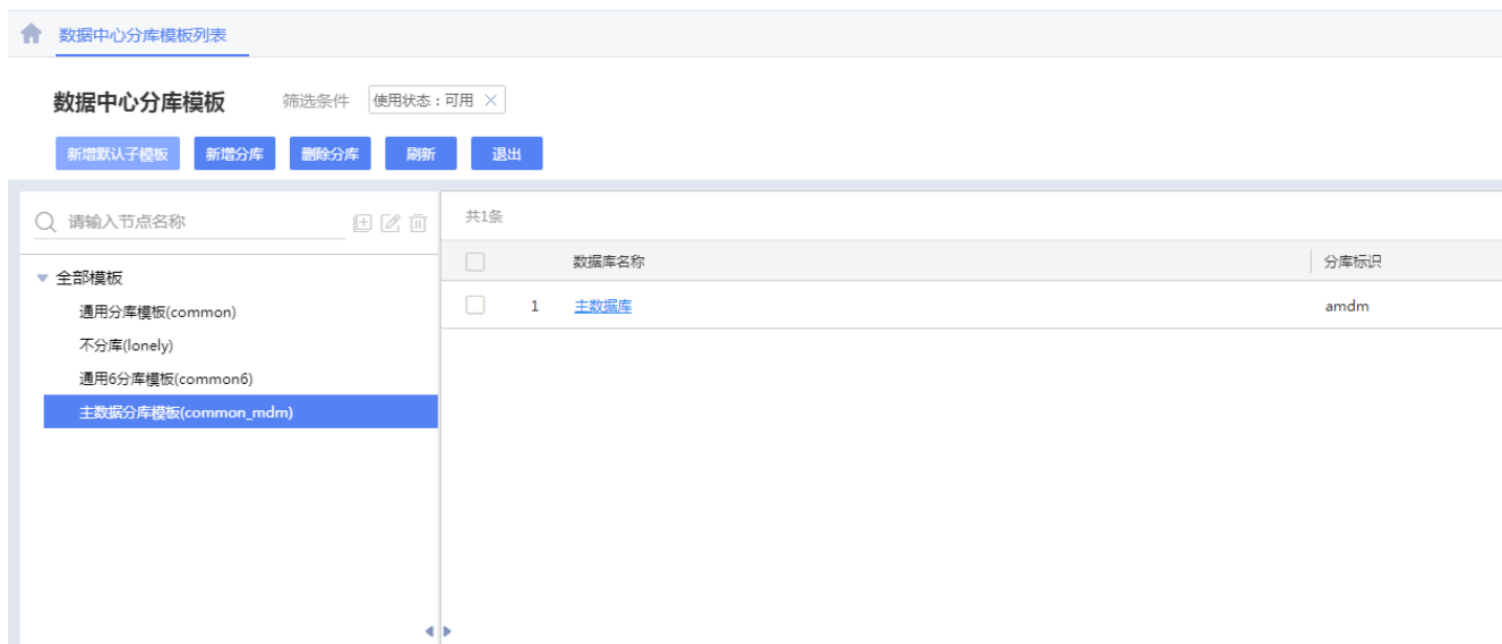 数据中心分库模板列表
数据中心分库模板 筛选条件 使用状态：可用
新增默认子模板 新增分库 删除分库 刷新 退出
请输入节点名称
共1条
数据库名称 分库标识
1 主数据库 amdm
全部模板
通用分库模板(common)
不分库(lonely)
通用6分库模板(common6)
主数据分库模板(common_mdm)